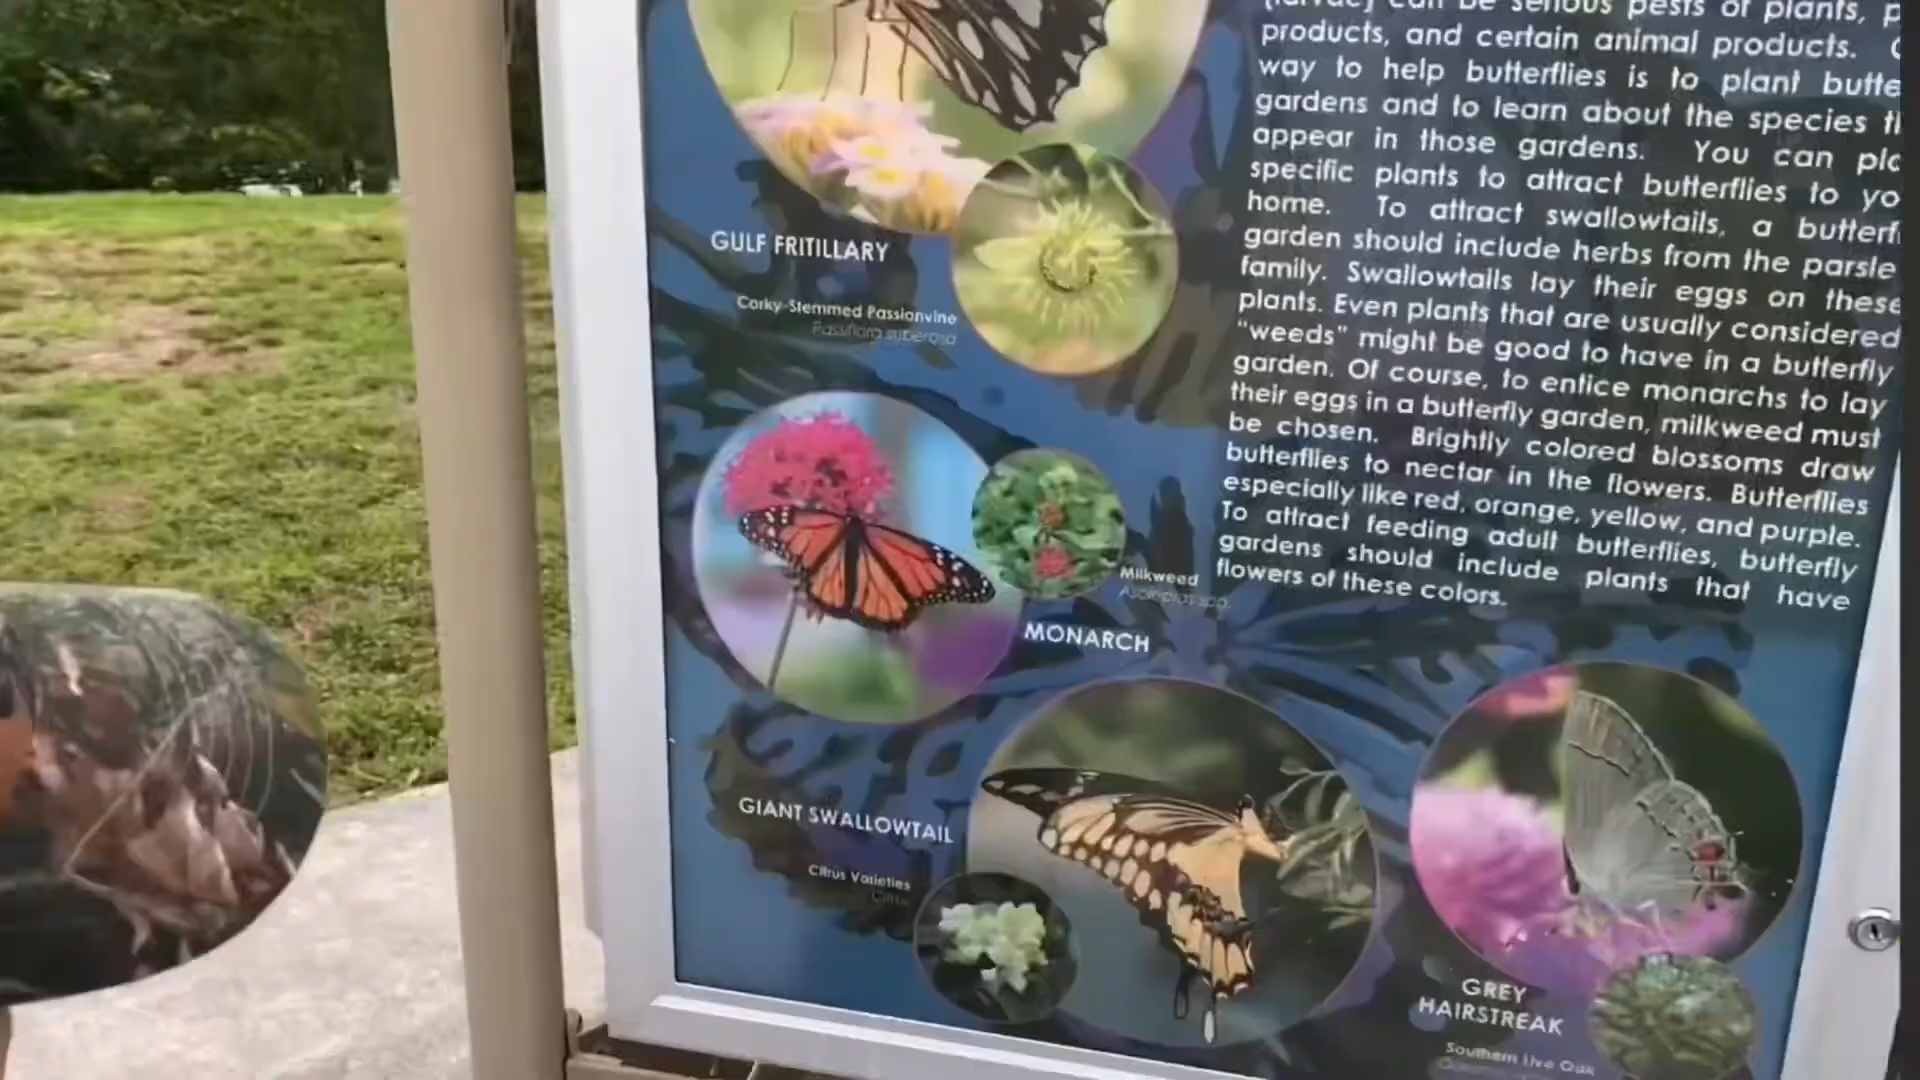 can be serious pests of plants,
products, and certain animal products.
way to help butterflies is to plant
gardens and to learn about the species
appear in those gardens. You can
specific plants to attract butterflies to
home. To attract swallowtails, a
garden should include herbs from the
family. Swallowtails lay their eggs on these
plants. Even plants that are usually considered
"weeds" might be good to have in a butterfly
garden. Of course, to entice monarchs to lay
their eggs in a butterfly garden, milkweed must
be chosen. Brightly colored blossoms draw
butterflies to nectar in the flowers. Butterflies
especially like red, orange, yellow, and purple.
To attract feeding adult butterflies, butterfly
gardens should include plants that have
flowers of these colors.
GULF FRITILLARY
Corky-Stemmed Passionvine
Passiflora suberosa
Milkweed
Asclepias spp.
MONARCH
GIANT SWALLOWTAIL
Citrus Varieties
GREY
HAIRSTREAK
Southern Live Oak